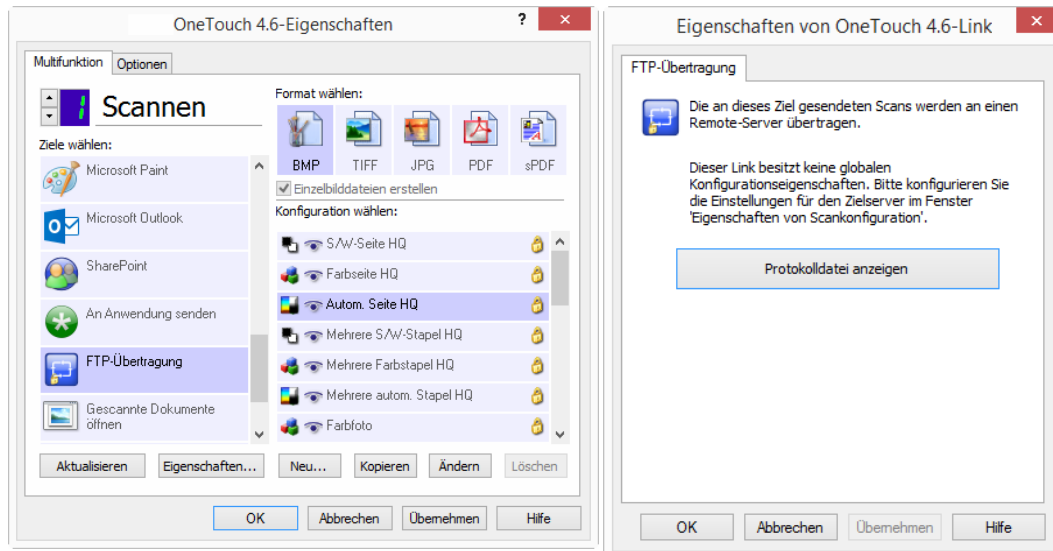 OneTouch 4.6-Eigenschaften
?
×
Multifunktion
Optionen
1
Scannen
Ziele wählen:
Microsoft Paint
Microsoft Outlook
SharePoint
An Anwendung senden
FTP-Übertragung
Gescannte Dokumente
öffnen
Format wählen:
BMP
TIFF
JPG
PDF
sPDF
Einzelbilddateien erstellen
Konfiguration wählen:
S/W-Seite HQ
Farbseite HQ
Autom. Seite HQ
Mehrere S/W-Stapel HQ
Mehrere Farbstapel HQ
Mehrere autom. Stapel HQ
Farbfoto
Aktualisieren
Eigenschaften...
Neu...
Kopieren
Ändern
Löschen
OK
Abbrechen
Übernehmen
Hilfe
Eigenschaften von OneTouch 4.6-Link
×
FTP-Übertragung
Die an dieses Ziel gesendeten Scans werden an einen
Remote-Server übertragen.
Dieser Link besitzt keine globalen
Konfigurationseigenschaften. Bitte konfigurieren Sie
die Einstellungen für den Zielserver im Fenster
'Eigenschaften von Scankonfiguration'.
Protokolldatei anzeigen
OK
Abbrechen
Übernehmen
Hilfe